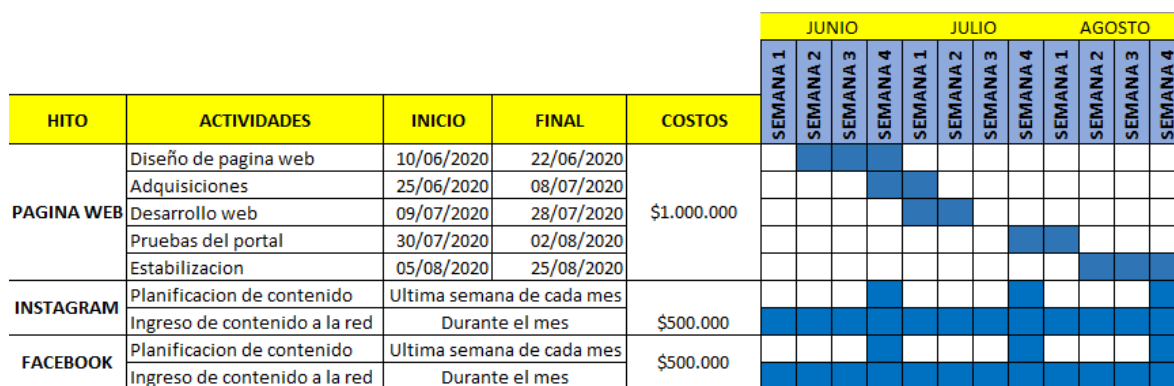 JUNIO JULIO AGOSTO
SEMANA 1 SEMANA 2 SEMANA 3 SEMANA 4 SEMANA 1 SEMANA 2 SEMANA 3 SEMANA 4 SEMANA 1 SEMANA 2 SEMANA 3 SEMANA 4
HITO ACTIVIDADES INICIO FINAL COSTOS
Diseño de pagina web 10/06/2020 22/06/2020
Adquisiciones 25/06/2020 08/07/2020
PAGINA WEB Desarrollo web 09/07/2020 28/07/2020 $1.000.000
Pruebas del portal 30/07/2020 02/08/2020
Estabilizacion 05/08/2020 25/08/2020
INSTAGRAM Planificacion de contenido Ultima semana de cada mes
Ingreso de contenido a la red Durante el mes $500.000
FACEBOOK Planificacion de contenido Ultima semana de cada mes $500.000
Ingreso de contenido a la red Durante el mes